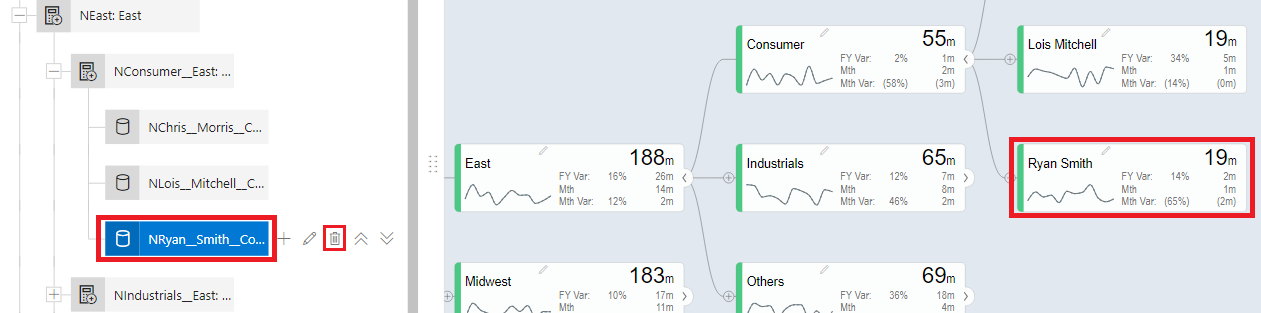 NEast: East
NConsumer__East: ...
NChris__Morris__C...
NLois__Mitchell__C...
NRyan__Smith__Co...
NIndustrials__East: ...
East
188m
FY Var: 16% 26m
Mth 14m
Mth Var: 12% 2m
Midwest
183m
FY Var: 10% 17m
Mth 11m
Consumer
55m
FY Var: 2% 1m
Mth 2m
Mth Var: (58%) (3m)
Industrials
65m
FY Var: 12% 7m
Mth 8m
Mth Var: 46% 2m
Others
69m
FY Var: 36% 18m
Mth 4m
Lois Mitchell
19m
FY Var: 34% 5m
Mth 1m
Mth Var: (14%) (0m)
Ryan Smith
19m
FY Var: 14% 2m
Mth 1m
Mth Var: (65%) (2m)